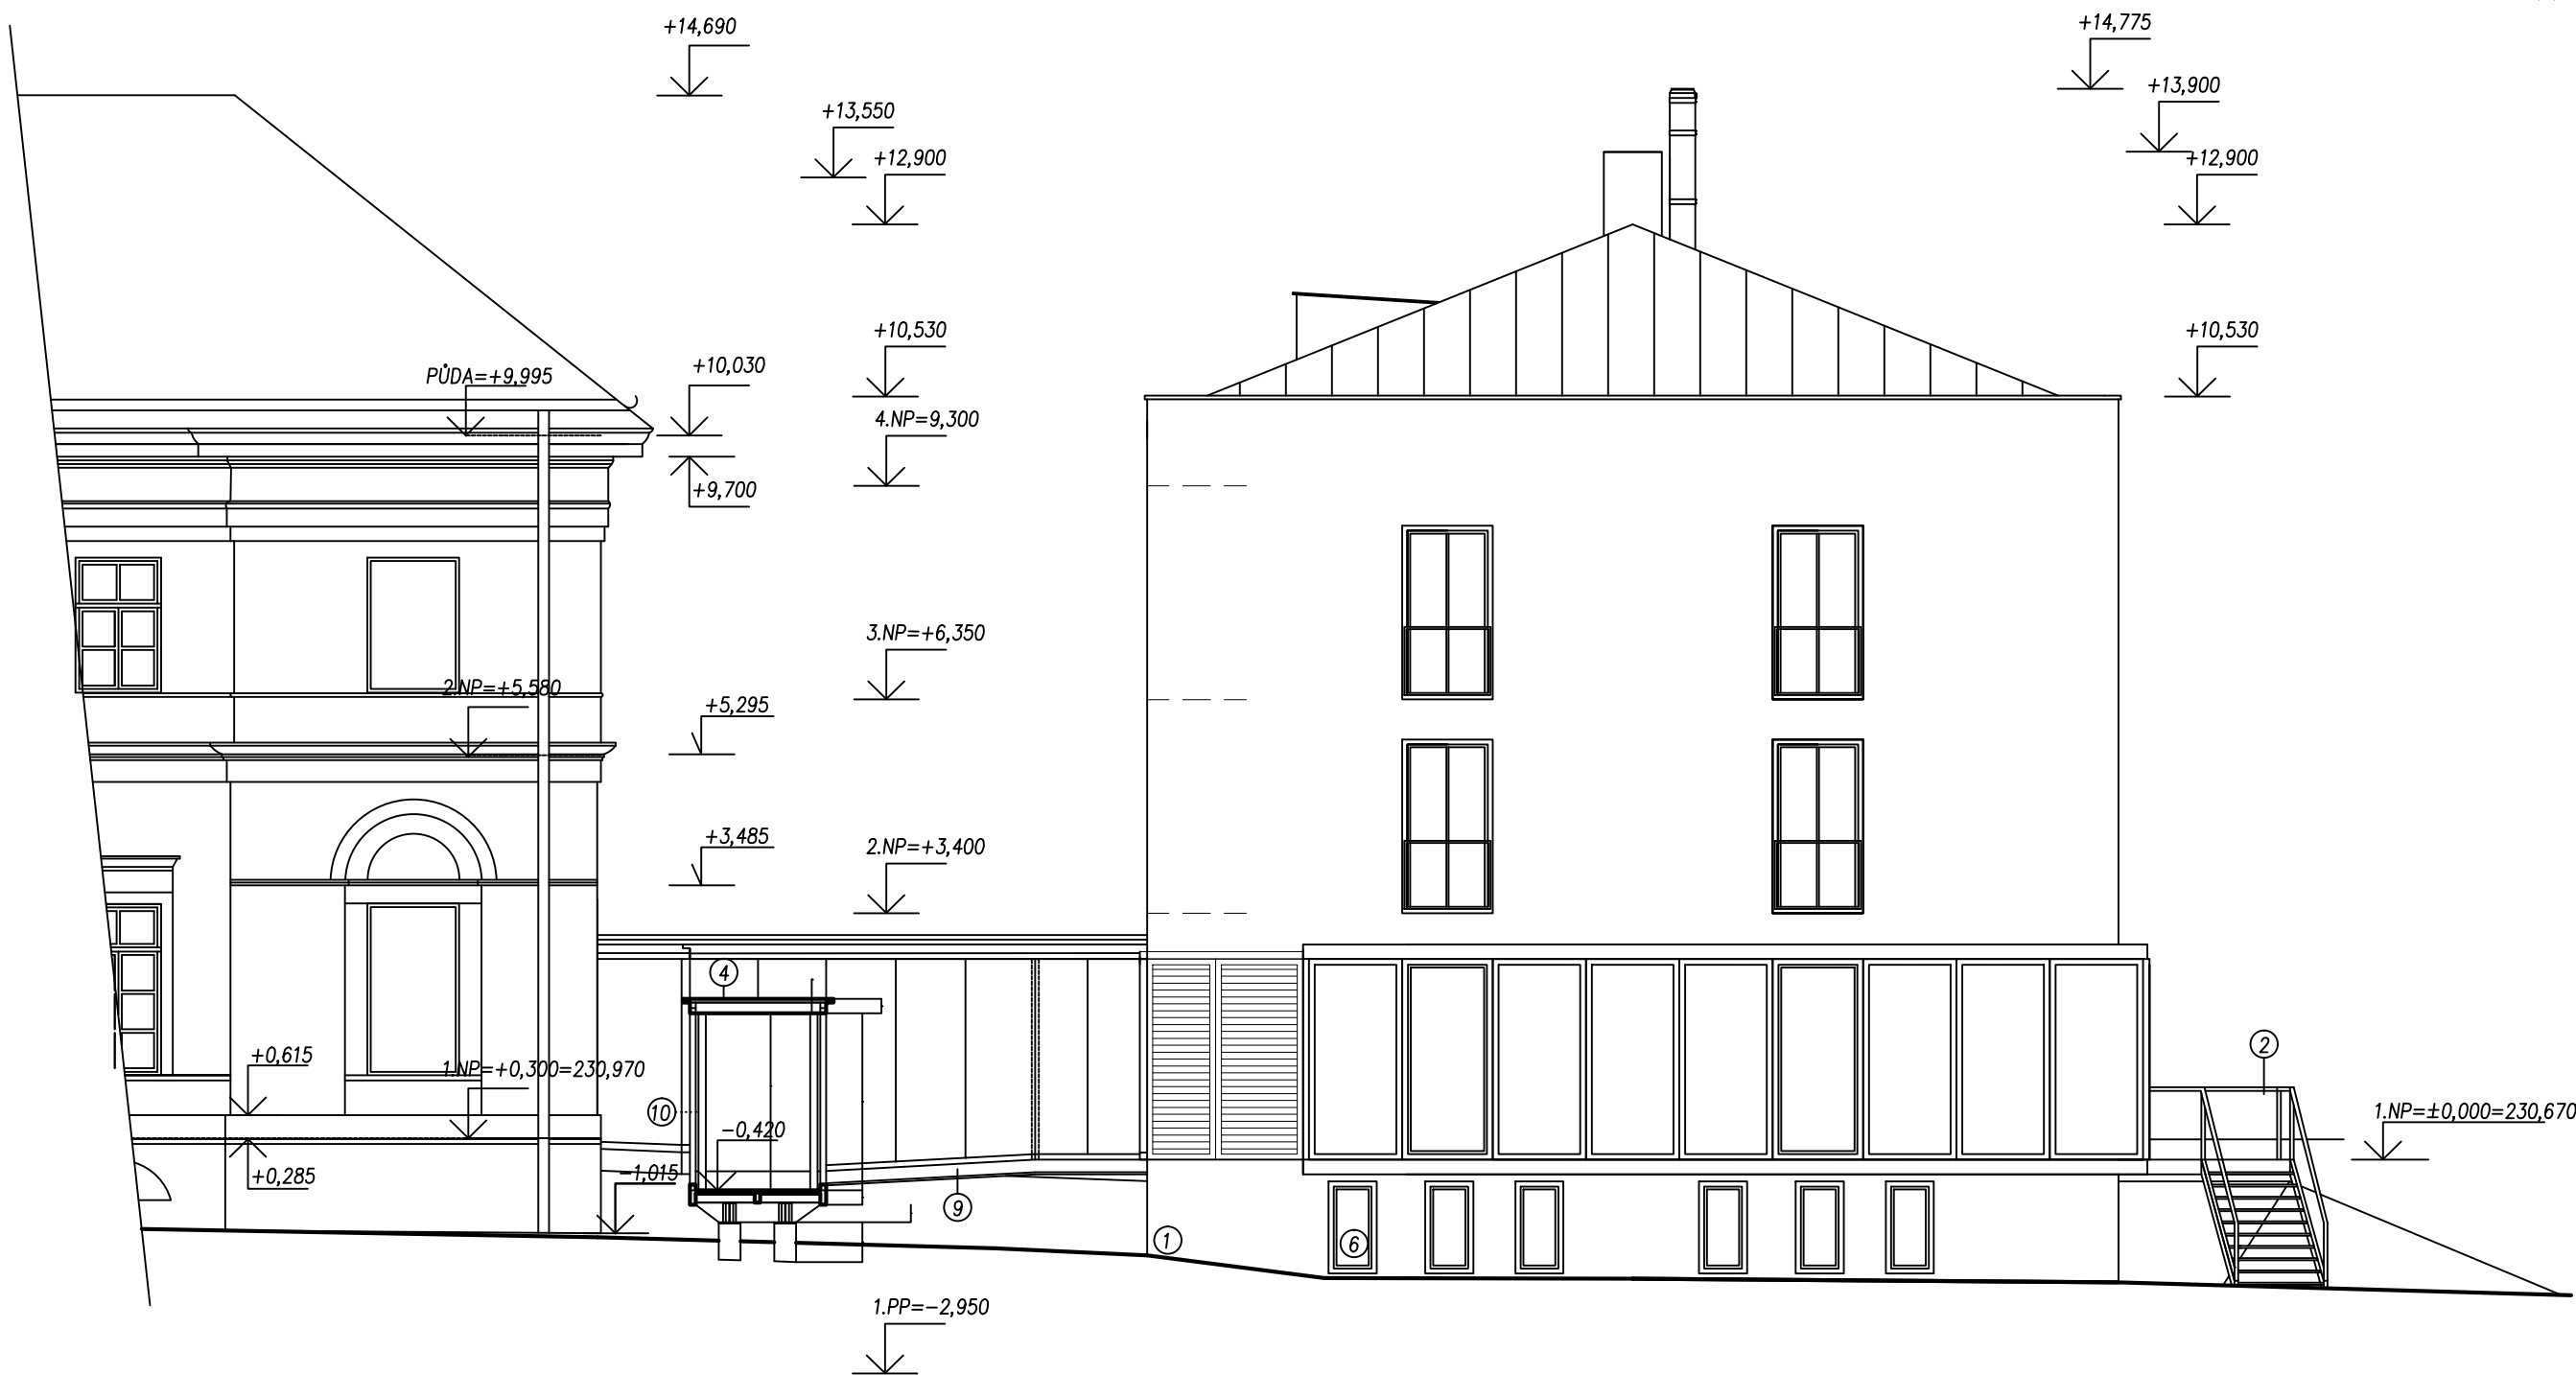 +14,690
+14,775
+13,900
+13,550
+12,900
+12,900
+10,530
+10,530
+10,030
PŮDA=+9,995
4.NP=9,300
+9,700
3.NP=+6,350
2.NP=+5,580
+5,295
+3,485
2.NP=+3,400
4
2
+0,615
1.NP=+0,300=230,970
10
1.NP=±0,000=230,670
-0,420
+0,285
-1,015
9
1
6
1.PP=-2,950